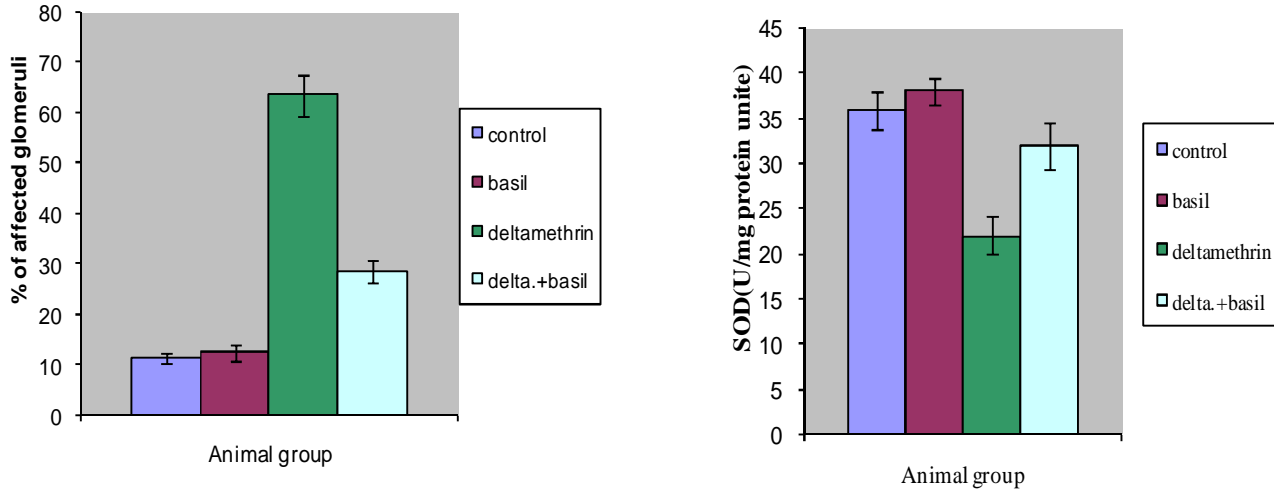 % of affected glomeruli
80
70
60
50
40
30
20
10
0
Animal group
control
basil
deltamethrin
delta.+basil
SOD(U/mg protein unite)
45
40
35
30
25
20
15
10
5
0
Animal group
control
basil
deltamethrin
delta.+basil